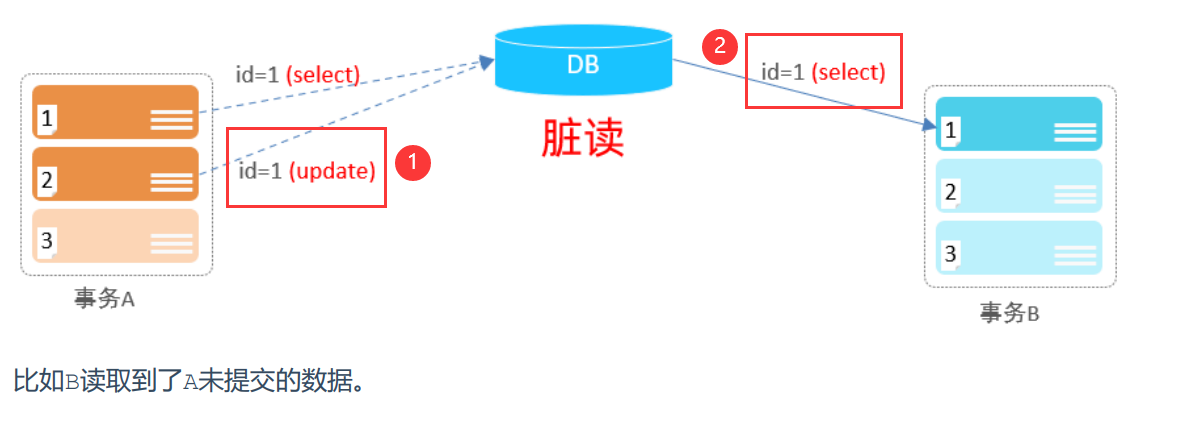 id=1 (select)
DB
2
id=1 (select)
1
2
3
id=1 (update)
1
脏读
1
2
3
事务A
事务B
比如B读取到了A未提交的数据。